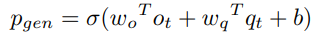 p_{gen} = σ(w_o^T o_t + w_q^T q_t + b)